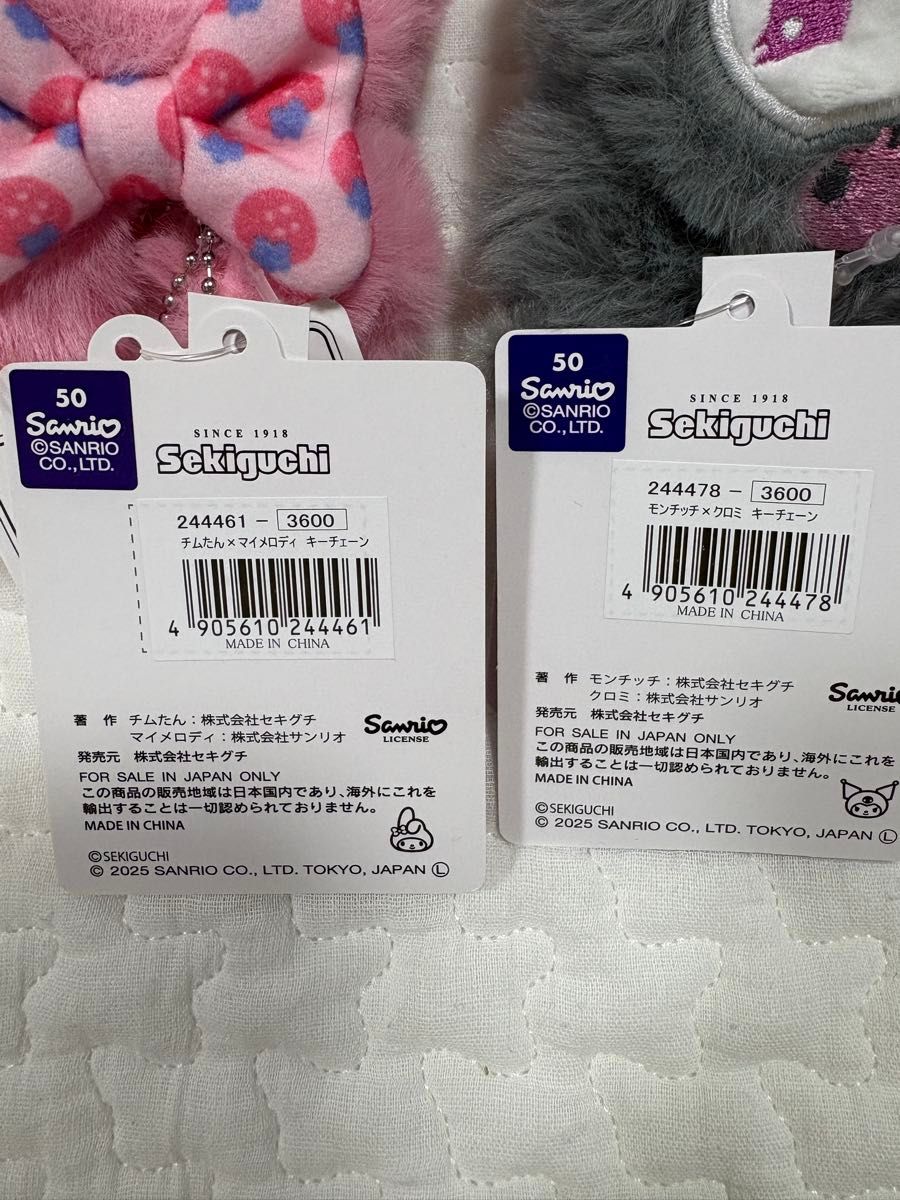 50
Sanrio
©SANRIO
CO.,LTD.
SINCE 1918
Sekiguchi
244461-3600
チムたん×マイメロディ キーチェーン
4 905610 244461
MADE IN CHINA
著 作 チムたん：株式会社セキグチ
マイメロディ：株式会社サンリオ
発売元 株式会社セキグチ
Sanrio
LICENSE
FOR SALE IN JAPAN ONLY
この商品の販売地域は日本国内であり、海外にこれを
輸出することは一切認められておりません。
MADE IN CHINA
©SEKIGUCHI
© 2025 SANRIO CO., LTD. TOKYO, JAPAN Ⓛ
50
Sanrio
©SANRIO
CO.,LTD.
SINCE 1918
Sekiguchi
244478-3600
モンチッチ×クロミ キーチェーン
4 905610 244478
MADE IN CHINA
著 作 モンチッチ：株式会社セキグチ
クロミ：株式会社サンリオ
発売元 株式会社セキグチ
Sanrio
LICENSE
FOR SALE IN JAPAN ONLY
この商品の販売地域は日本国内であり、海外にこれを
輸出することは一切認められておりません。
MADE IN CHINA
©SEKIGUCHI
© 2025 SANRIO CO., LTD. TOKYO, JAPAN Ⓛ